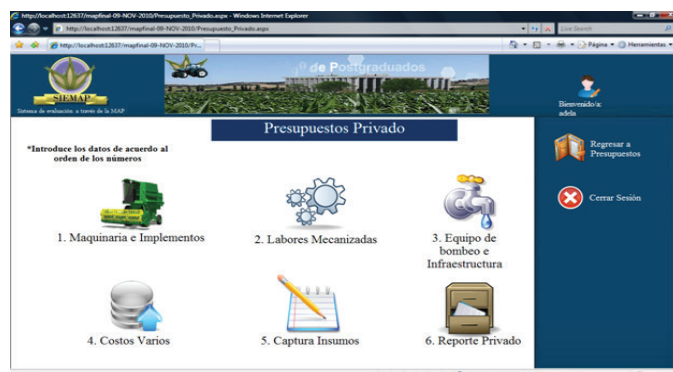 http://localhost:12637/mapfinal-09-NOV-2010/Presupuesto_Privado.aspx - Windows Internet Explorer
http://localhost:12637/mapfinal-09-NOV-2010/Presupuesto_Privado.aspx
Live Search
http://localhost:12637/mapfinal-09-NOV-2010/Pr...
Página
Herramientas
de Postgraduados
SIEMAP
Sistema de evaluación a través de la MAP
Bienvenido/a:
adela
Presupuestos Privado
*Introduce los datos de acuerdo al
orden de los números
Regresar a
Presupuestos
Cerrar Sesión
1. Maquinaria e Implementos
2. Labores Mecanizadas
3. Equipo de
bombeo e
Infraestructura
4. Costos Varios
5. Captura Insumos
6. Reporte Privado